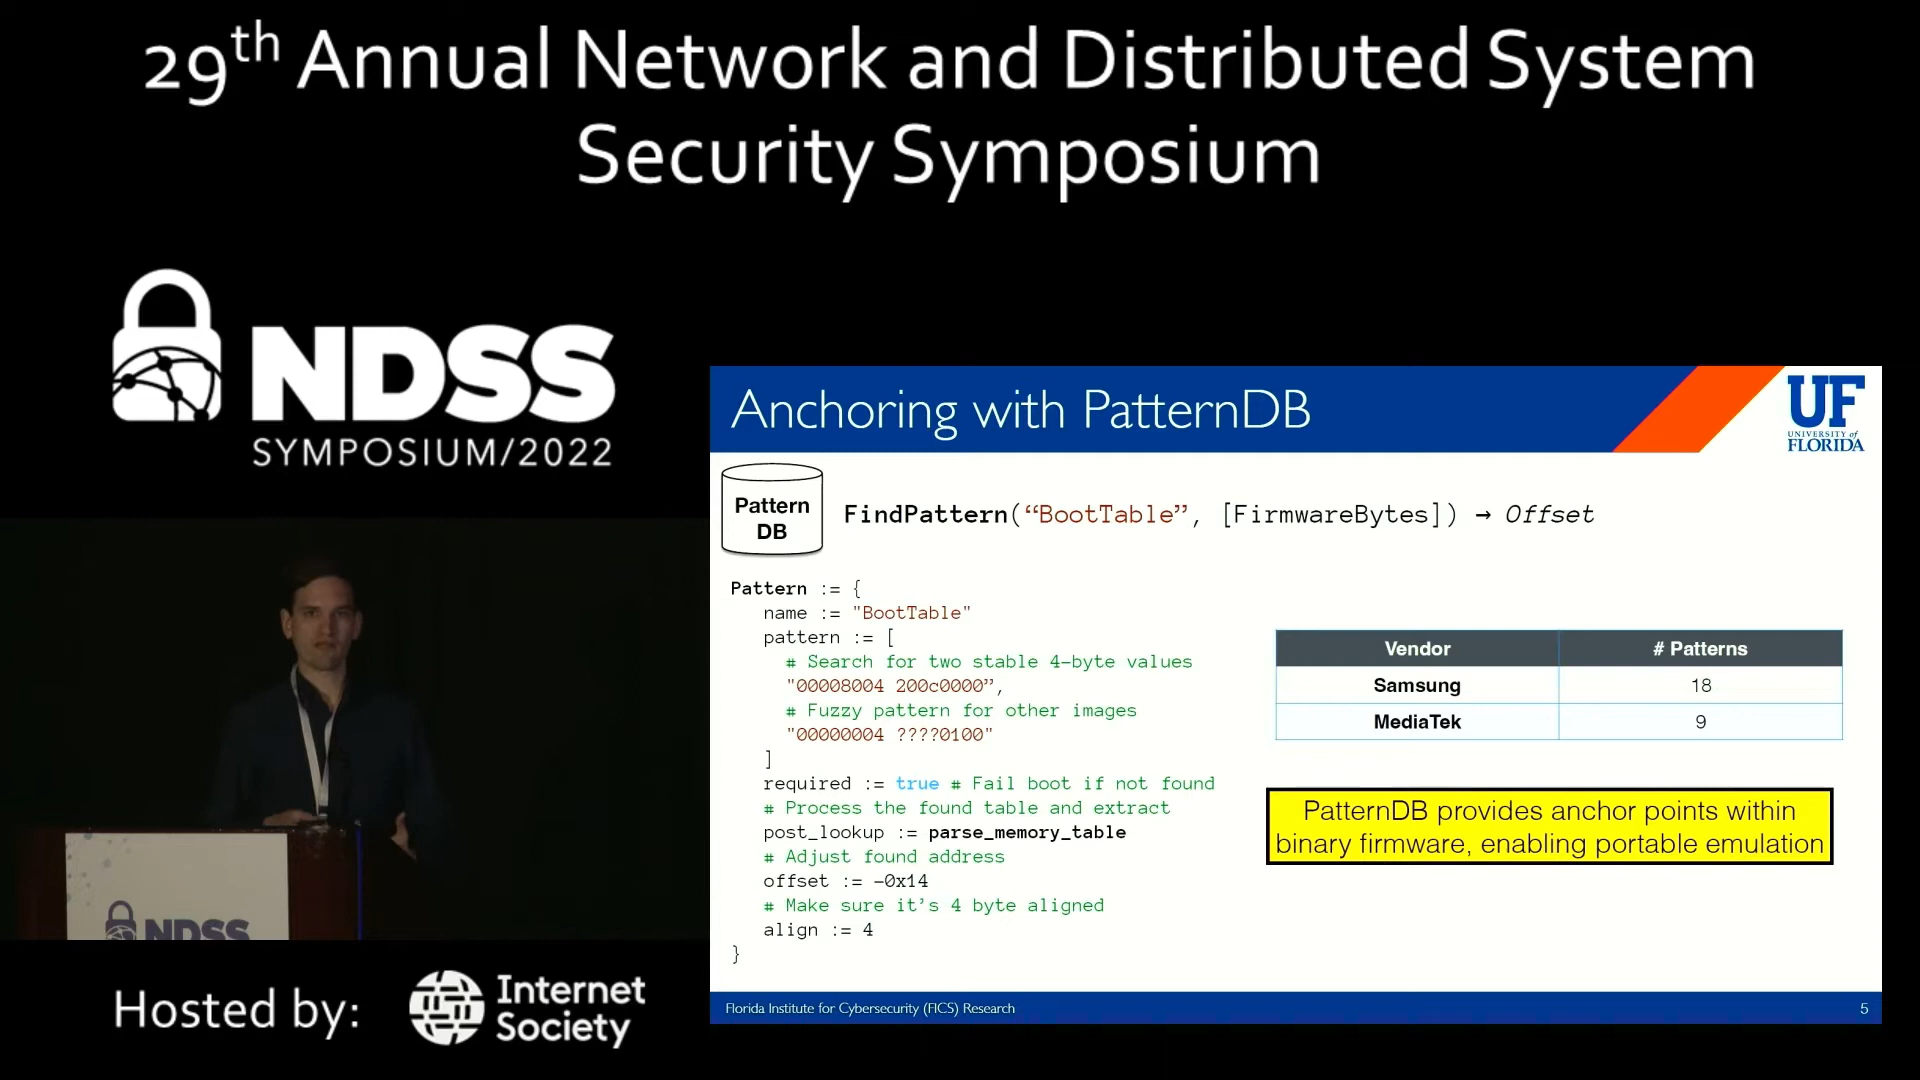 29th Annual Network and Distributed System
Security Symposium
NDSS
SYMPOSIUM/2022
Anchoring with PatternDB
UF
UNIVERSITY of
FLORIDA
Pattern
DB
FindPattern(“BootTable”, [FirmwareBytes]) → Offset
Pattern := {
name := "BootTable"
pattern := [
# Search for two stable 4-byte values
"00008004 200c0000”,
# Fuzzy pattern for other images
"00000004 ????0100"
]
required := true # Fail boot if not found
# Process the found table and extract
post_lookup := parse_memory_table
# Adjust found address
offset := -0x14
# Make sure it’s 4 byte aligned
align := 4
}
Vendor # Patterns
Samsung 18
MediaTek 9
PatternDB provides anchor points within
binary firmware, enabling portable emulation
Florida Institute for Cybersecurity (FICS) Research 5
NDSS
Hosted by:
Internet
Society